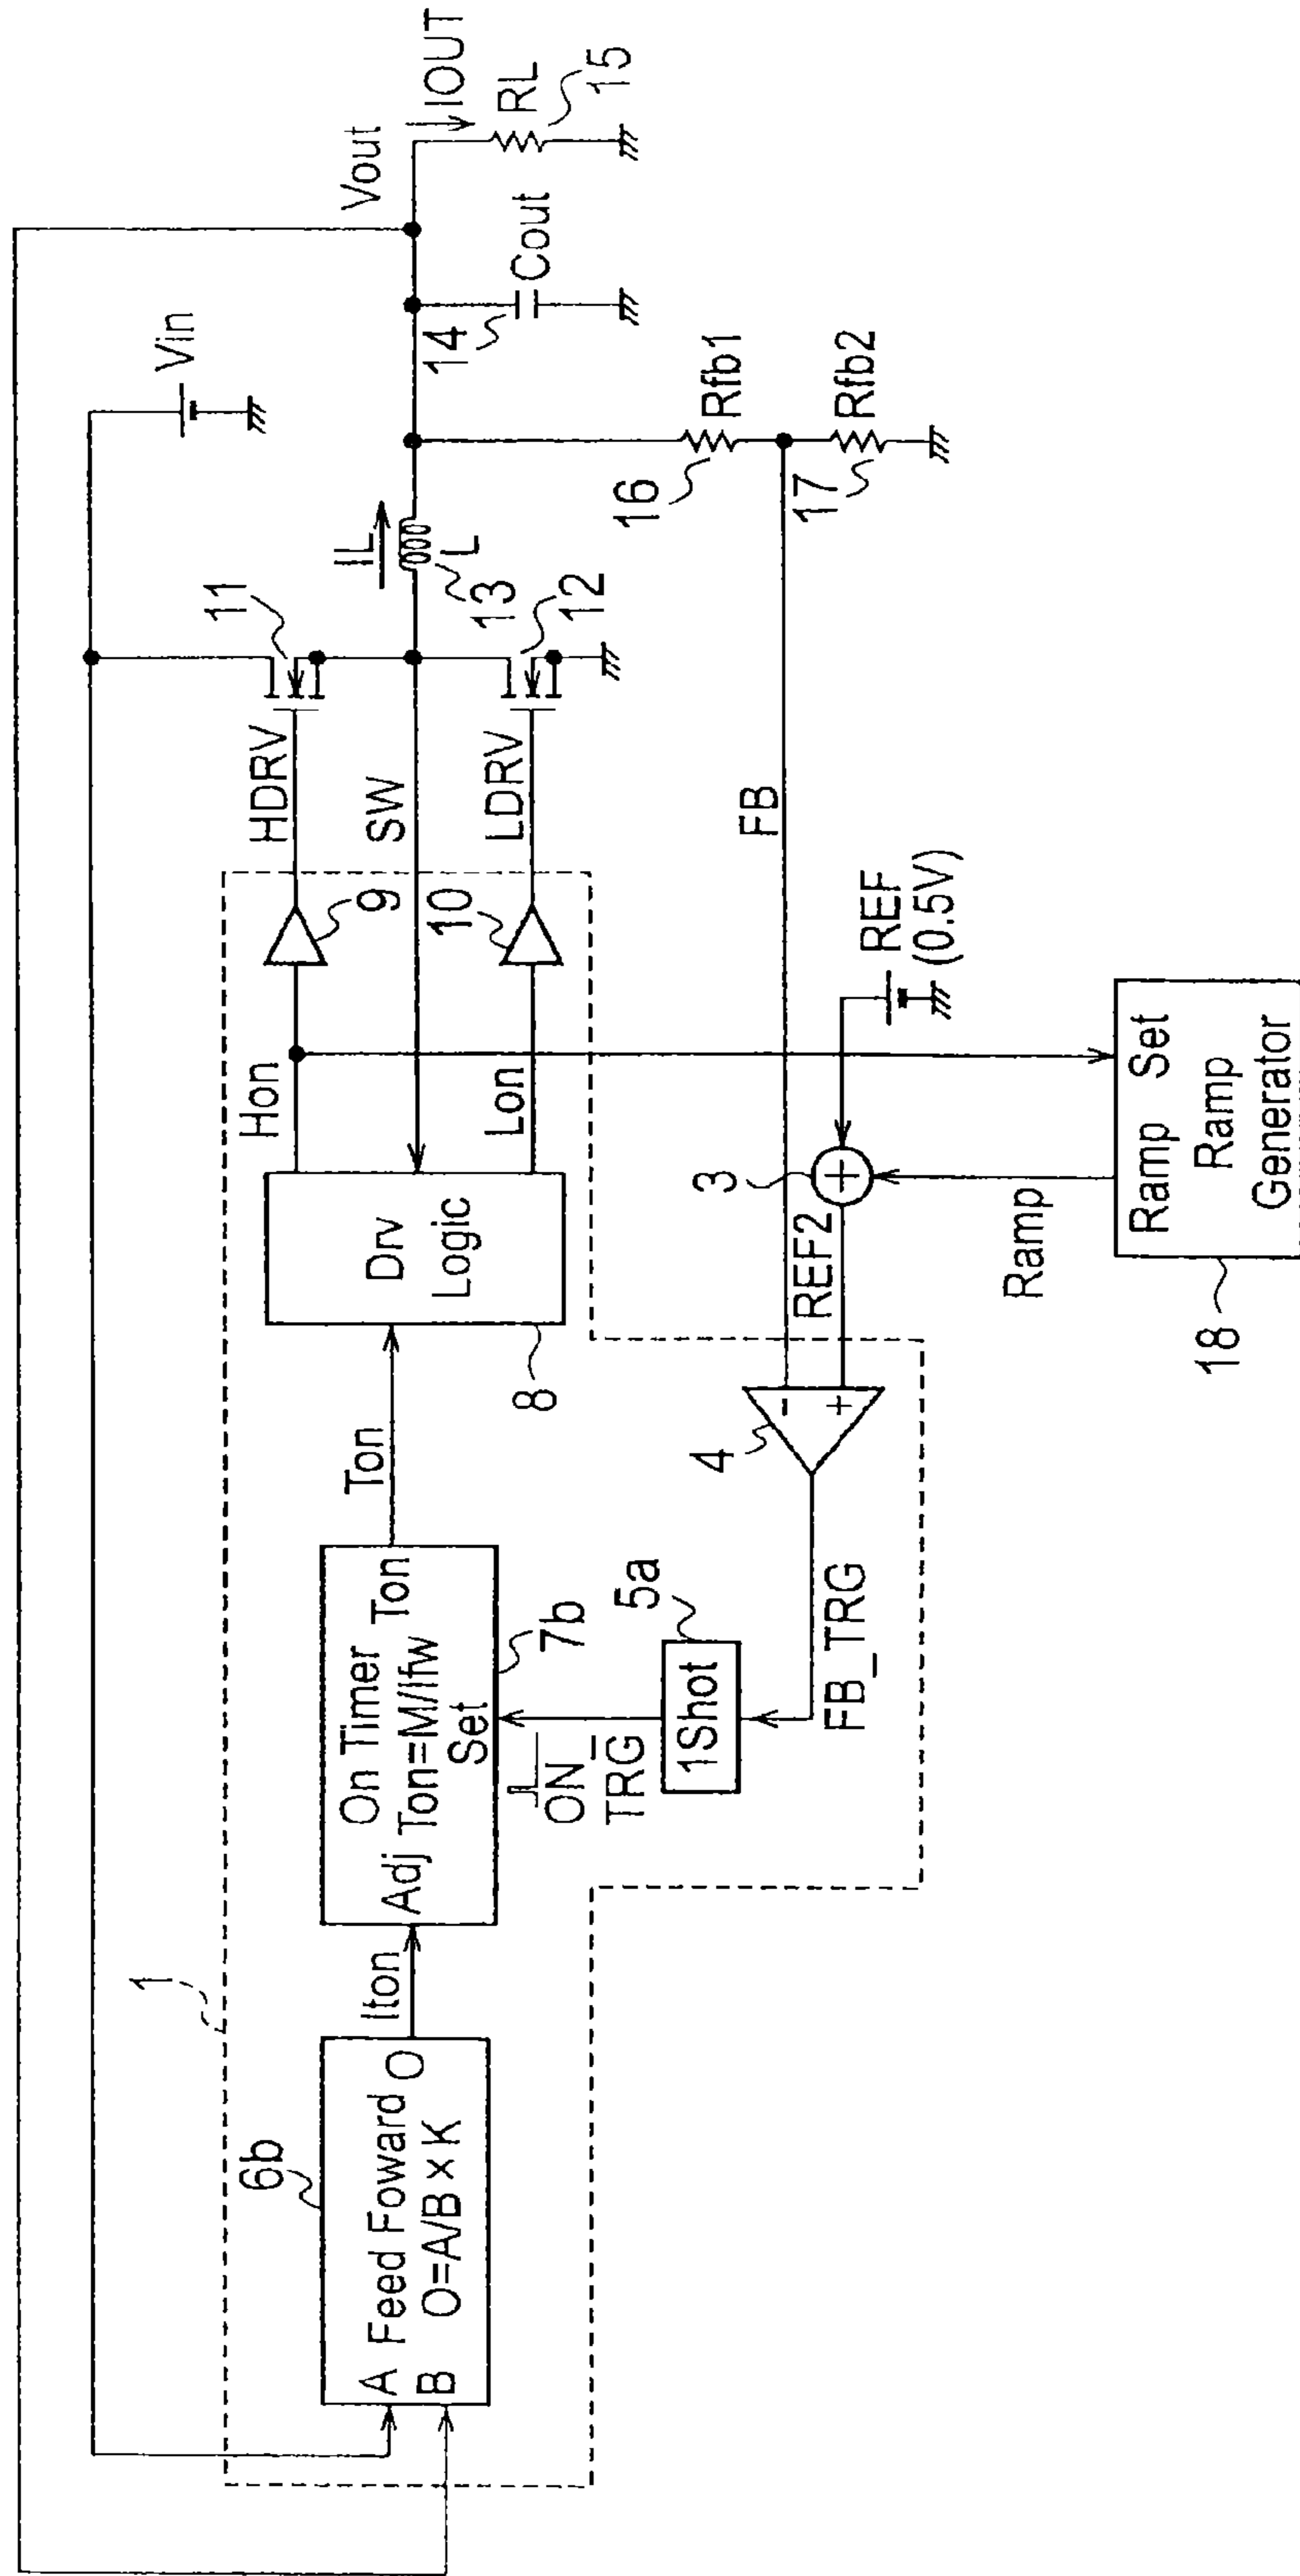 1
6b
A Feed Foward O
B O=A/B×K
Iton
On Timer
Adj Ton=M/Ifw Ton
Set
7b
ON_
TRG
1Shot
5a
FB_TRG
Ton
Drv
Logic
8
Hon
Lon
9
10
HDRV
SW
LDRV
11
12
IL
L
13
Vin
Vout
IOUT
RL
15
Cout
14
Rfb1
16
Rfb2
17
FB
4
-
+
REF2
3
+
REF
(0.5V)
Ramp
Ramp Set
Ramp
Generator
18